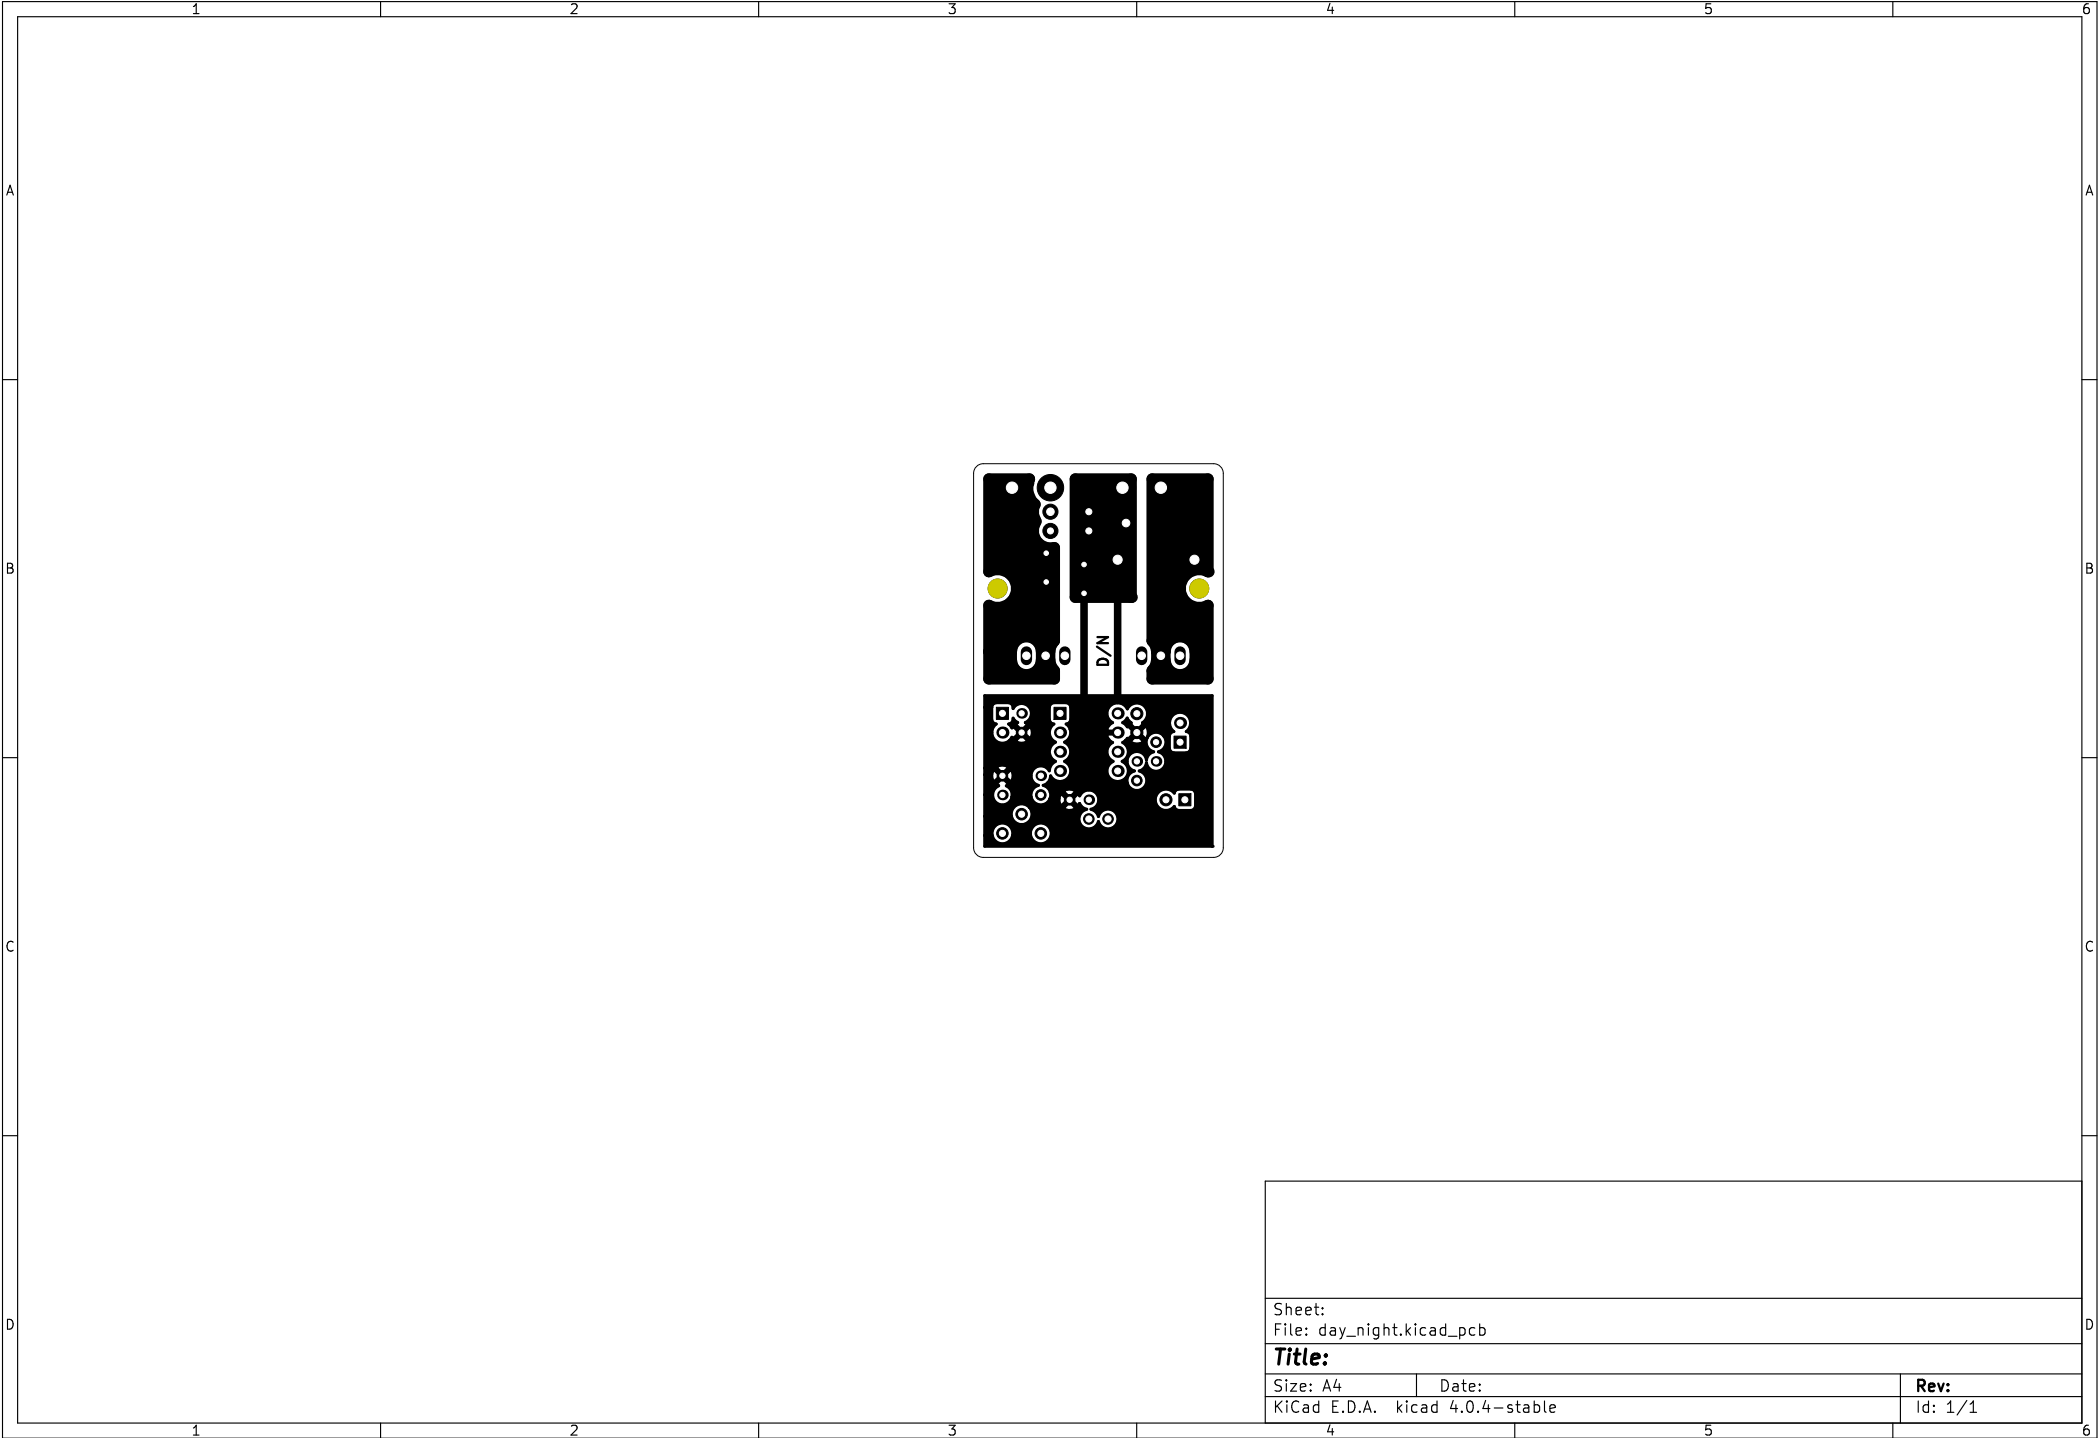 1 2 3 4 5 6
A A
B B
D/N
C C
Sheet:
File: day_night.kicad_pcb
D D
Title:
Size: A4 Date: Rev:
KiCad E.D.A. kicad 4.0.4-stable Id: 1/1
1 2 3 4 5 6